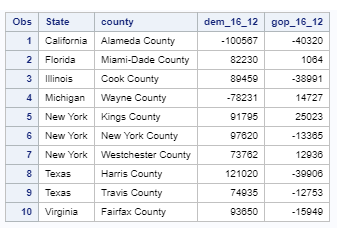 Obs State county dem_16_12 gop_16_12
1 California Alameda County -100567 -40320
2 Florida Miami-Dade County 82230 1064
3 Illinois Cook County 89459 -38991
4 Michigan Wayne County -78231 14727
5 New York Kings County 91795 25023
6 New York New York County 97620 -13365
7 New York Westchester County 73762 12936
8 Texas Harris County 121020 -39906
9 Texas Travis County 74935 -12753
10 Virginia Fairfax County 93650 -15949